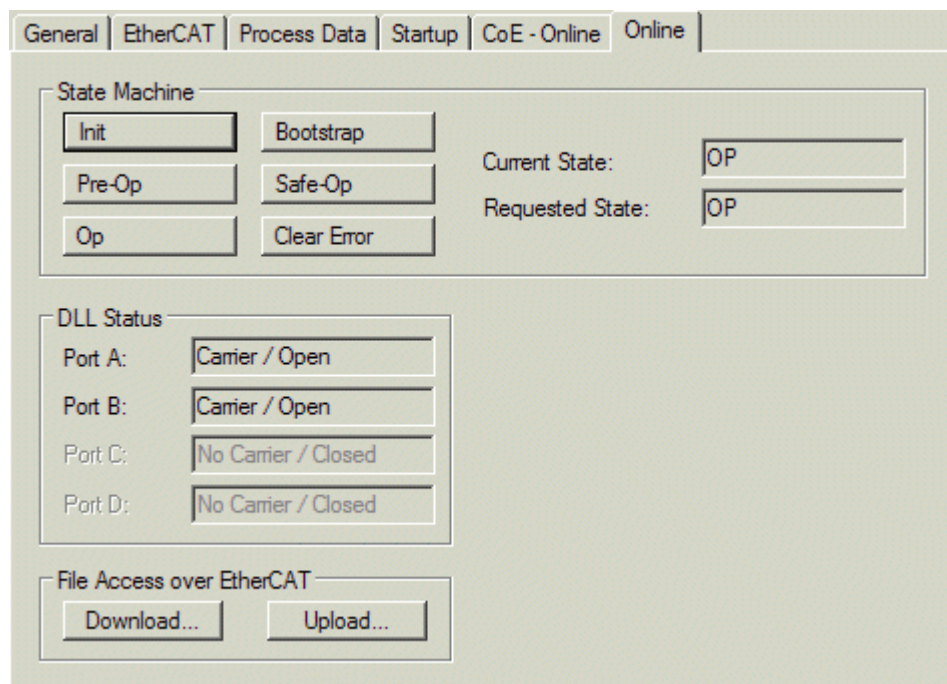 General EtherCAT Process Data Startup CoE - Online Online
State Machine
Init Bootstrap
Current State: OP
Pre-Op Safe-Op
Requested State: OP
Op Clear Error
DLL Status
Port A: Carrier / Open
Port B: Carrier / Open
Port C: No Carrier / Closed
Port D: No Carrier / Closed
File Access over EtherCAT
Download... Upload...